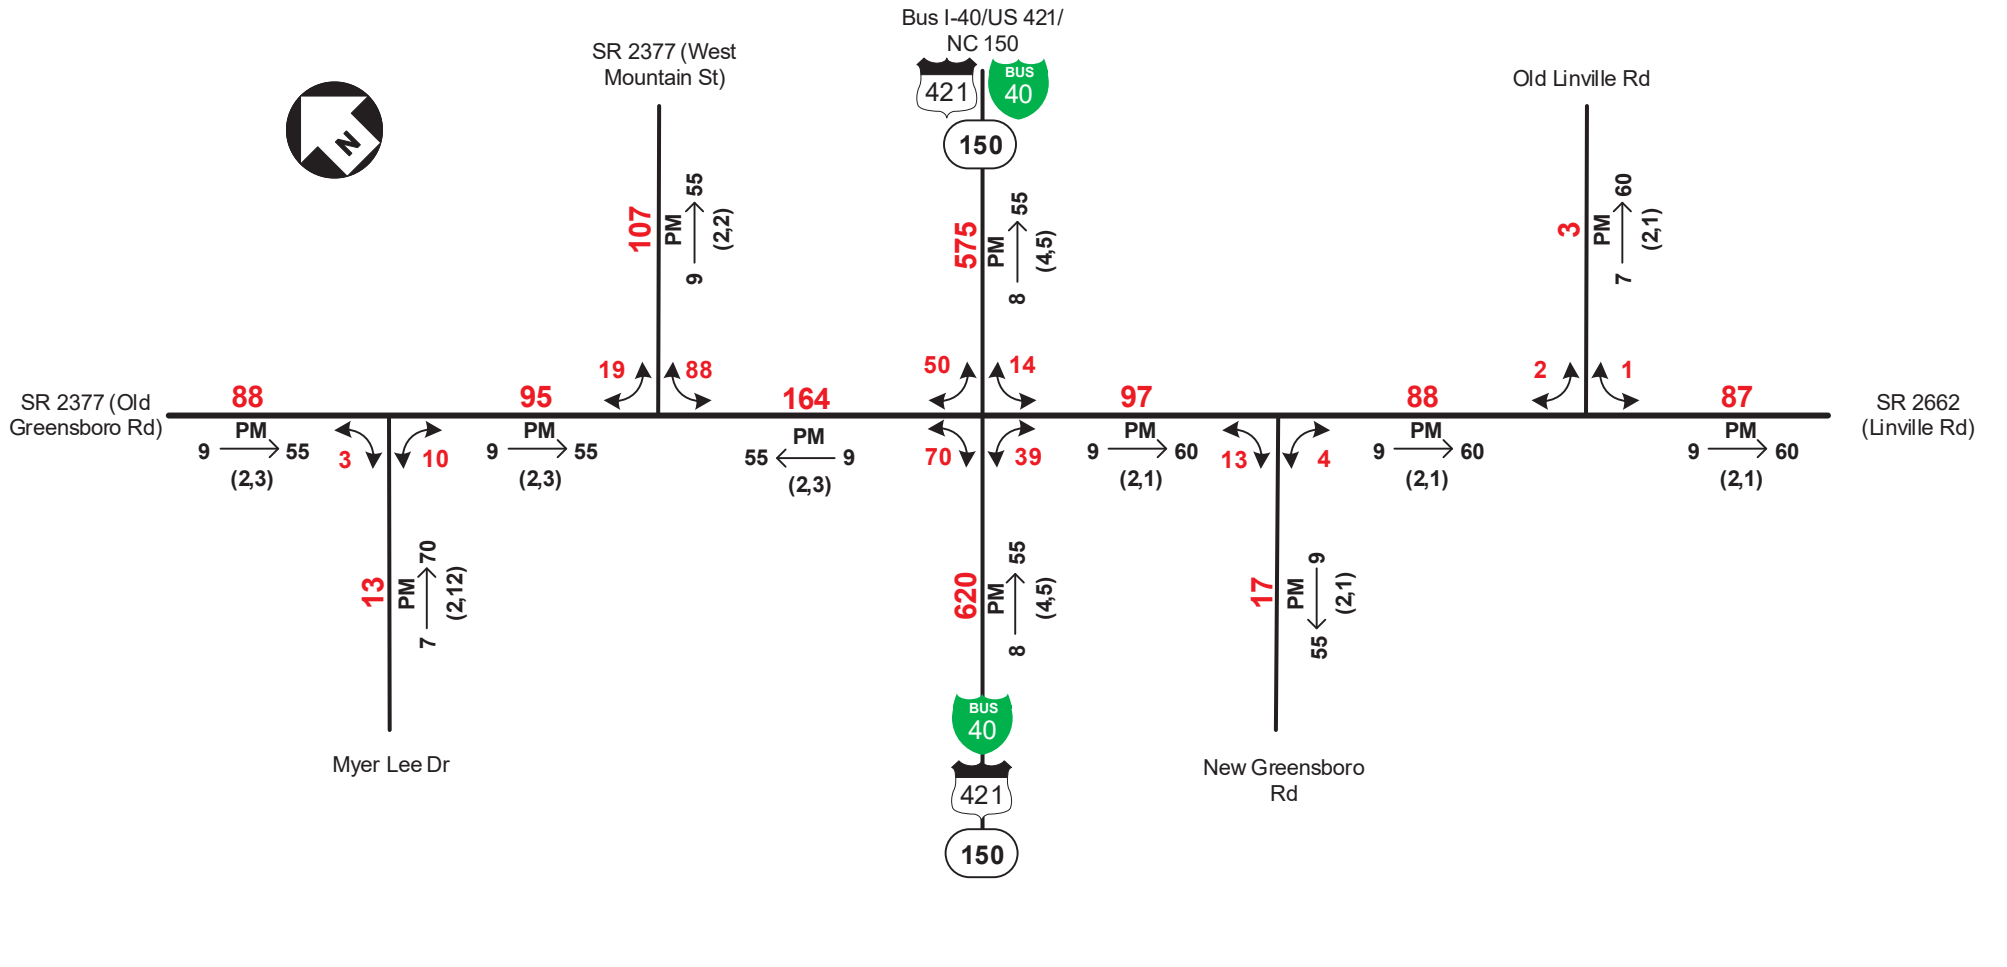 Bus I-40/US 421/
NC 150
SR 2377 (West
Mountain St)
Old Linville Rd
421
BUS
40
150
N
107
PM
9 55
(2,2)
575
PM
8 55
(4,5)
3
PM
7 60
(2,1)
19 88
50 14
2 1
SR 2377 (Old
Greensboro Rd)
88
95
164
97
88
87
SR 2662
(Linville Rd)
PM
9 55
(2,3)
3 10
PM
9 55
(2,3)
PM
55 9
(2,3)
70 39
PM
9 60
(2,1)
13 4
PM
9 60
(2,1)
PM
9 60
(2,1)
13
PM
7 70
(2,12)
620
PM
8 55
(4,5)
17
PM
9 55
(2,1)
BUS
40
421
150
Myer Lee Dr
New Greensboro
Rd